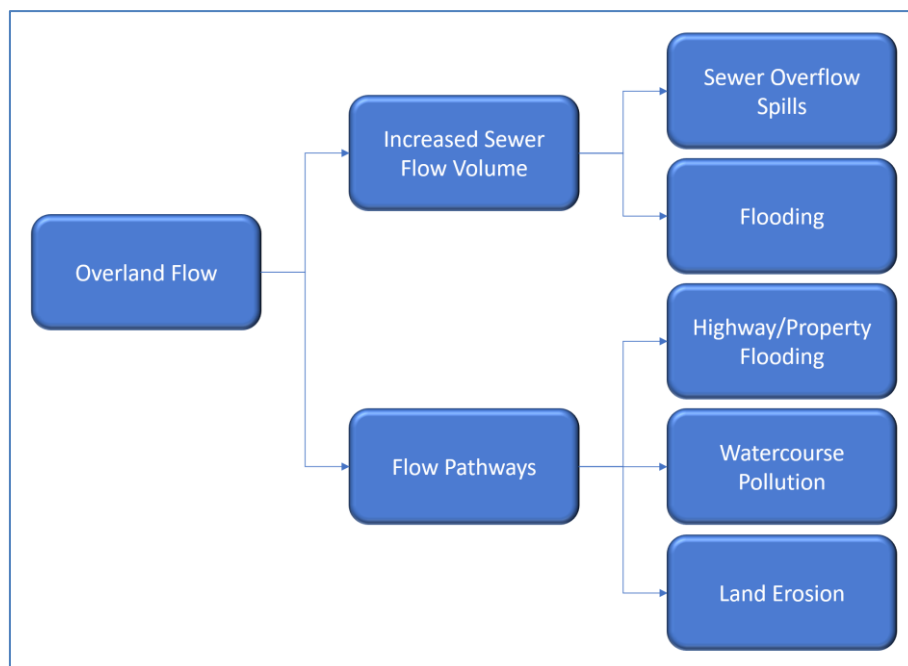 Overland Flow
Increased Sewer
Flow Volume
Flow Pathways
Sewer Overflow
Spills
Flooding
Highway/Property
Flooding
Watercourse
Pollution
Land Erosion